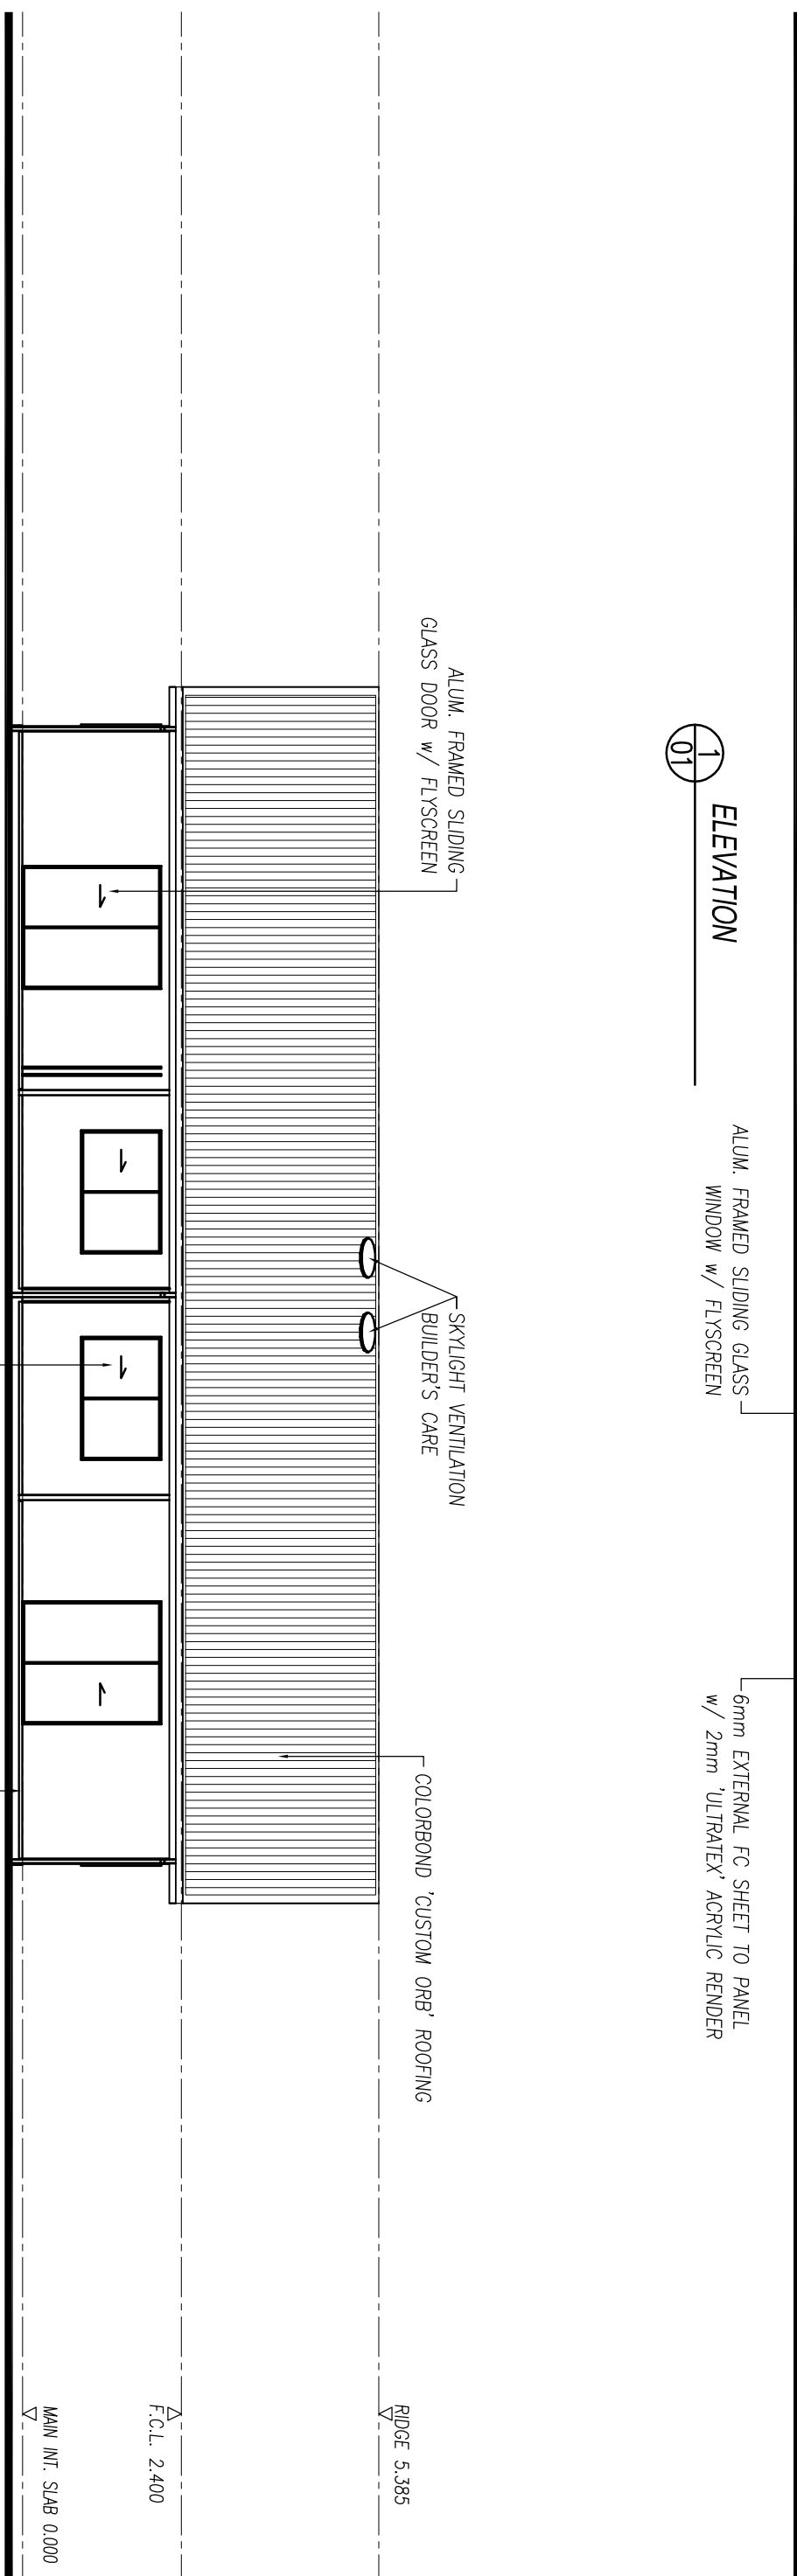 ALUM. FRAMED SLIDING
GLASS DOOR w/ FLYSCREEN
SKYLIGHT VENTILATION
BUILDER'S CARE
COLORBOND 'CUSTOM ORB' ROOFING
RIDGE 5.385
F.C.L. 2.400
MAIN INT. SLAB 0.000
1
01
ELEVATION
ALUM. FRAMED SLIDING GLASS
WINDOW w/ FLYSCREEN
6mm EXTERNAL FC SHEET TO PANEL
w/ 2mm 'ULTRATEX' ACRYLIC RENDER